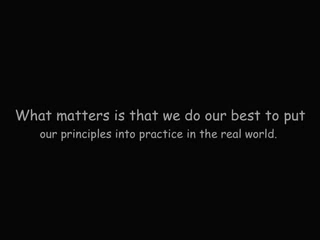 What matters is that we do our best to put
our principles into practice in the real world.